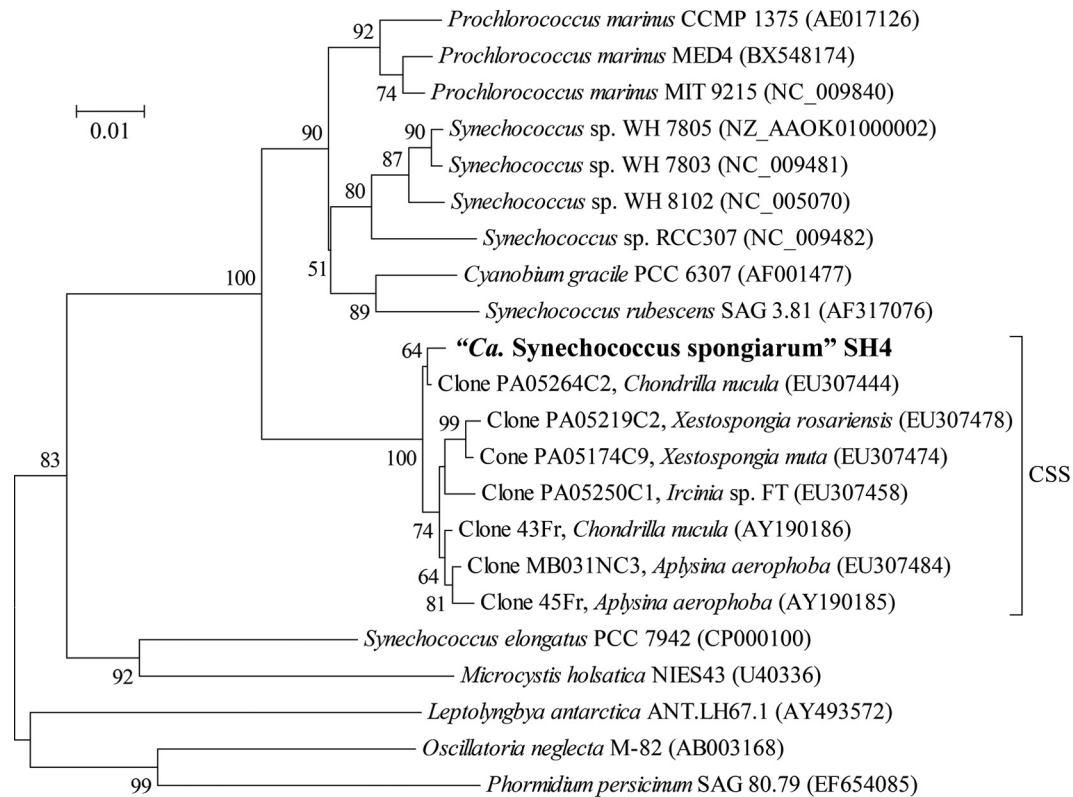 92
Prochlorococcus marinus CCMP 1375 (AE017126)
Prochlorococcus marinus MED4 (BX548174)
74
Prochlorococcus marinus MIT 9215 (NC_009840)
0.01
90
90
Synechococcus sp. WH 7805 (NZ_AAOK01000002)
87
Synechococcus sp. WH 7803 (NC_009481)
80
Synechococcus sp. WH 8102 (NC_005070)
Synechococcus sp. RCC307 (NC_009482)
51
Cyanobium gracile PCC 6307 (AF001477)
100
89
Synechococcus rubescens SAG 3.81 (AF317076)
64
“Ca. Synechococcus spongiarum” SH4
Clone PA05264C2, Chondrilla nucula (EU307444)
99
Clone PA05219C2, Xestospongia rosariensis (EU307478)
100
Cone PA05174C9, Xestospongia muta (EU307474)
83
CSS
Clone PA05250C1, Ircinia sp. FT (EU307458)
74
Clone 43Fr, Chondrilla nucula (AY190186)
64
Clone MB031NC3, Aplysina aerophoba (EU307484)
81
Clone 45Fr, Aplysina aerophoba (AY190185)
Synechococcus elongatus PCC 7942 (CP000100)
92
Microcystis holsatica NIES43 (U40336)
Leptolyngbya antarctica ANT.LH67.1 (AY493572)
Oscillatoria neglecta M-82 (AB003168)
99
Phormidium persicinum SAG 80.79 (EF654085)